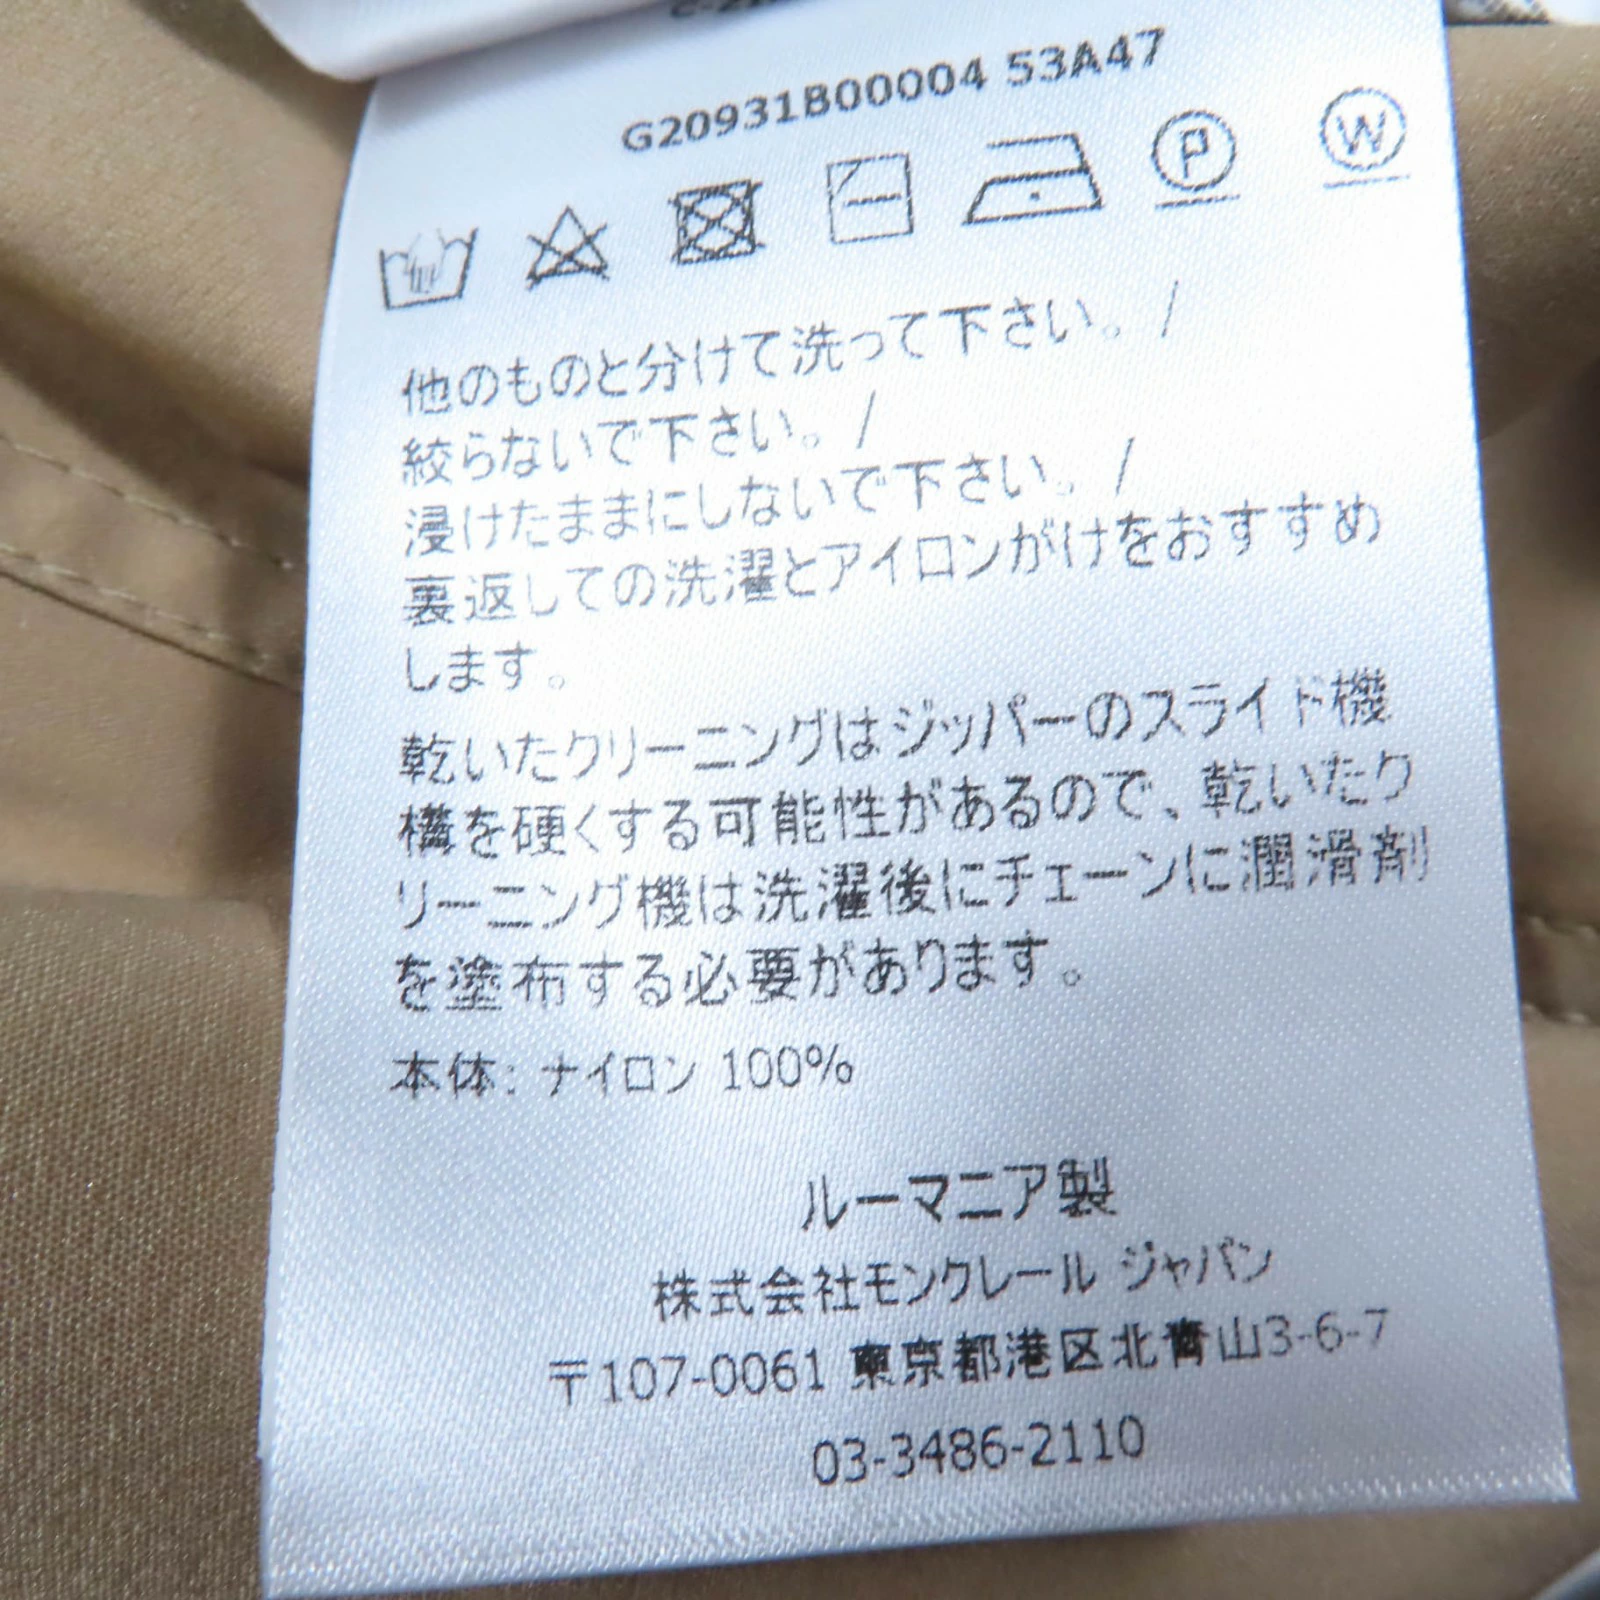 G20931B00004 53A47
P W
他のものと分けて洗って下さい。/
絞らないで下さい。/
浸けたままにしないで下さい。/
裏返しての洗濯とアイロンがけをおすすめ
します。
乾いたクリーニングはジッパーのスライド機
構を硬くする可能性があるので、乾いたク
リーニング機は洗濯後にチェーンに潤滑剤
を塗布する必要があります。
本体: ナイロン 100%
ルーマニア製
株式会社モンクレール ジャパン
〒107-0061 東京都港区北青山3-6-7
03-3486-2110